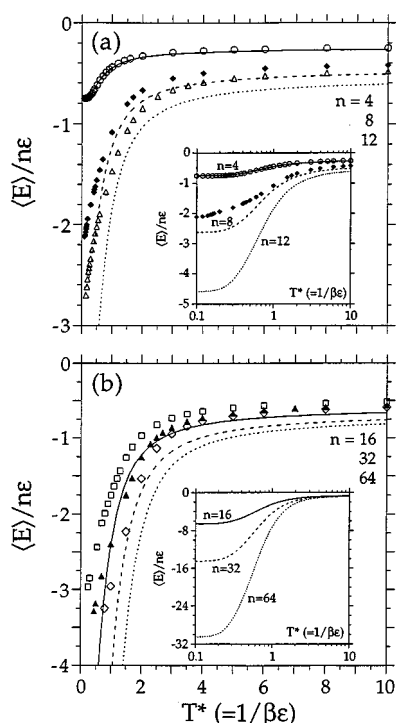 (a)
0
-1
-2
-3
⟨E⟩/nε
n = 4
8
12
0
-1
-2
-3
-4
-5
⟨E⟩/nε
n=4
n=8
n=12
0.1
1
10
T* (=1/βε)
(b)
0
-1
-2
-3
-4
⟨E⟩/nε
n = 16
32
64
0
-8
-16
-24
-32
⟨E⟩/nε
n=16
n=32
n=64
T* (=1/βε)
0.1
1
10
0
2
4
6
8
10
T* (=1/βε)